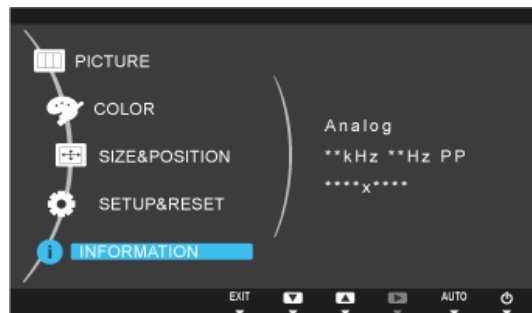 PICTURE
COLOR
SIZE&POSITION
SETUP&RESET
INFORMATION
Analog
**kHz **Hz PP
****x****
EXIT
AUTO